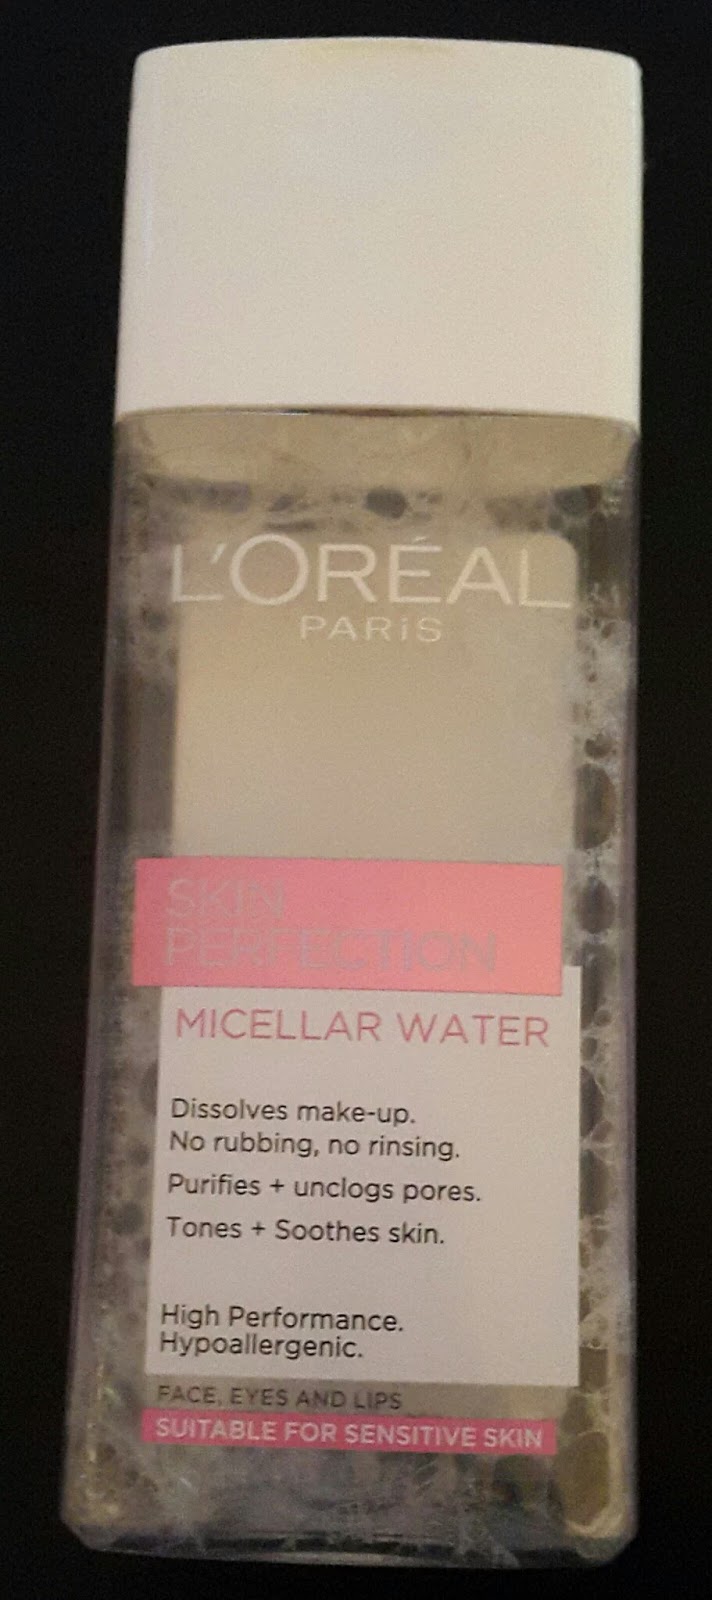 L'ORÉAL
PARiS
SKIN
PERFECTION
MICELLAR WATER
Dissolves make-up.
No rubbing, no rinsing.
Purifies + unclogs pores.
Tones + Soothes skin.
High Performance.
Hypoallergenic.
FACE, EYES AND LIPS
SUITABLE FOR SENSITIVE SKIN